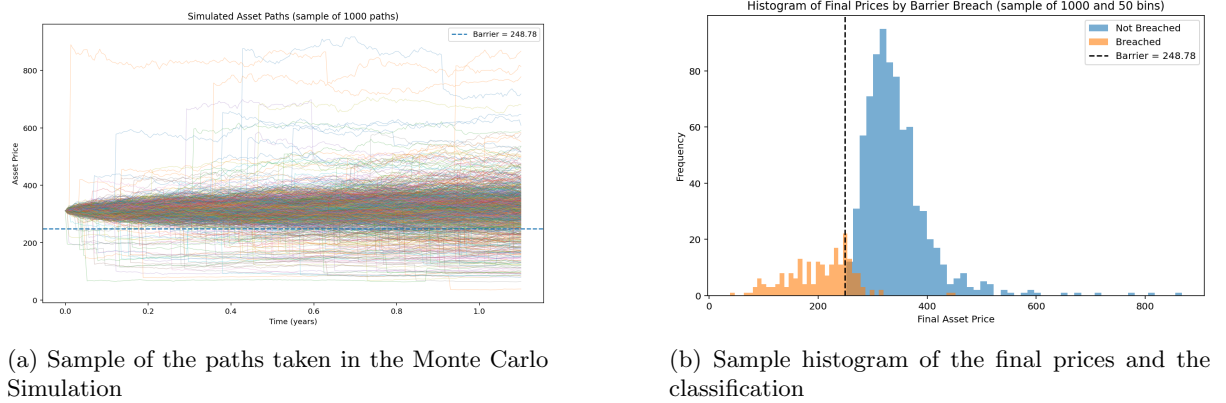 Simulated Asset Paths (sample of 1000 paths)
Barrier = 248.78
800
600
400
200
0
Asset Price
0.0 0.2 0.4 0.6 0.8 1.0
Time (years)
Histogram of Final Prices by Barrier Breach (sample of 1000 and 50 bins)
Not Breached
Breached
Barrier = 248.78
80
60
40
20
0
Frequency
0 200 400 600 800
Final Asset Price
(a) Sample of the paths taken in the Monte Carlo
Simulation
(b) Sample histogram of the final prices and the
classification